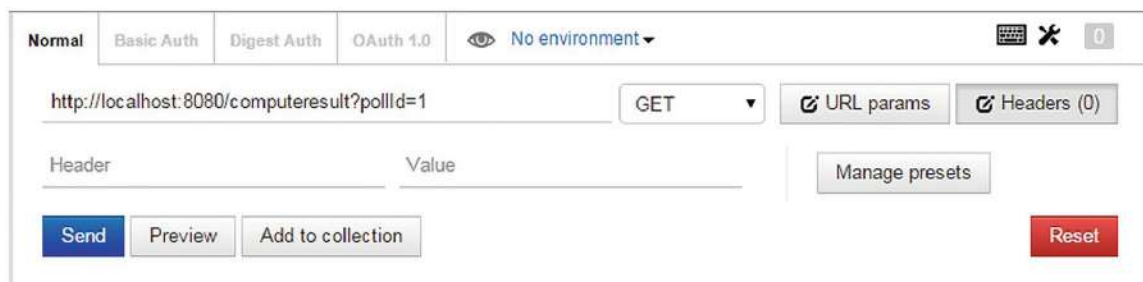 Normal Basic Auth Digest Auth OAuth 1.0 No environment 0
http://localhost:8080/computeresult?pollId=1 GET URL params Headers (0)
Header Value Manage presets
Send Preview Add to collection Reset